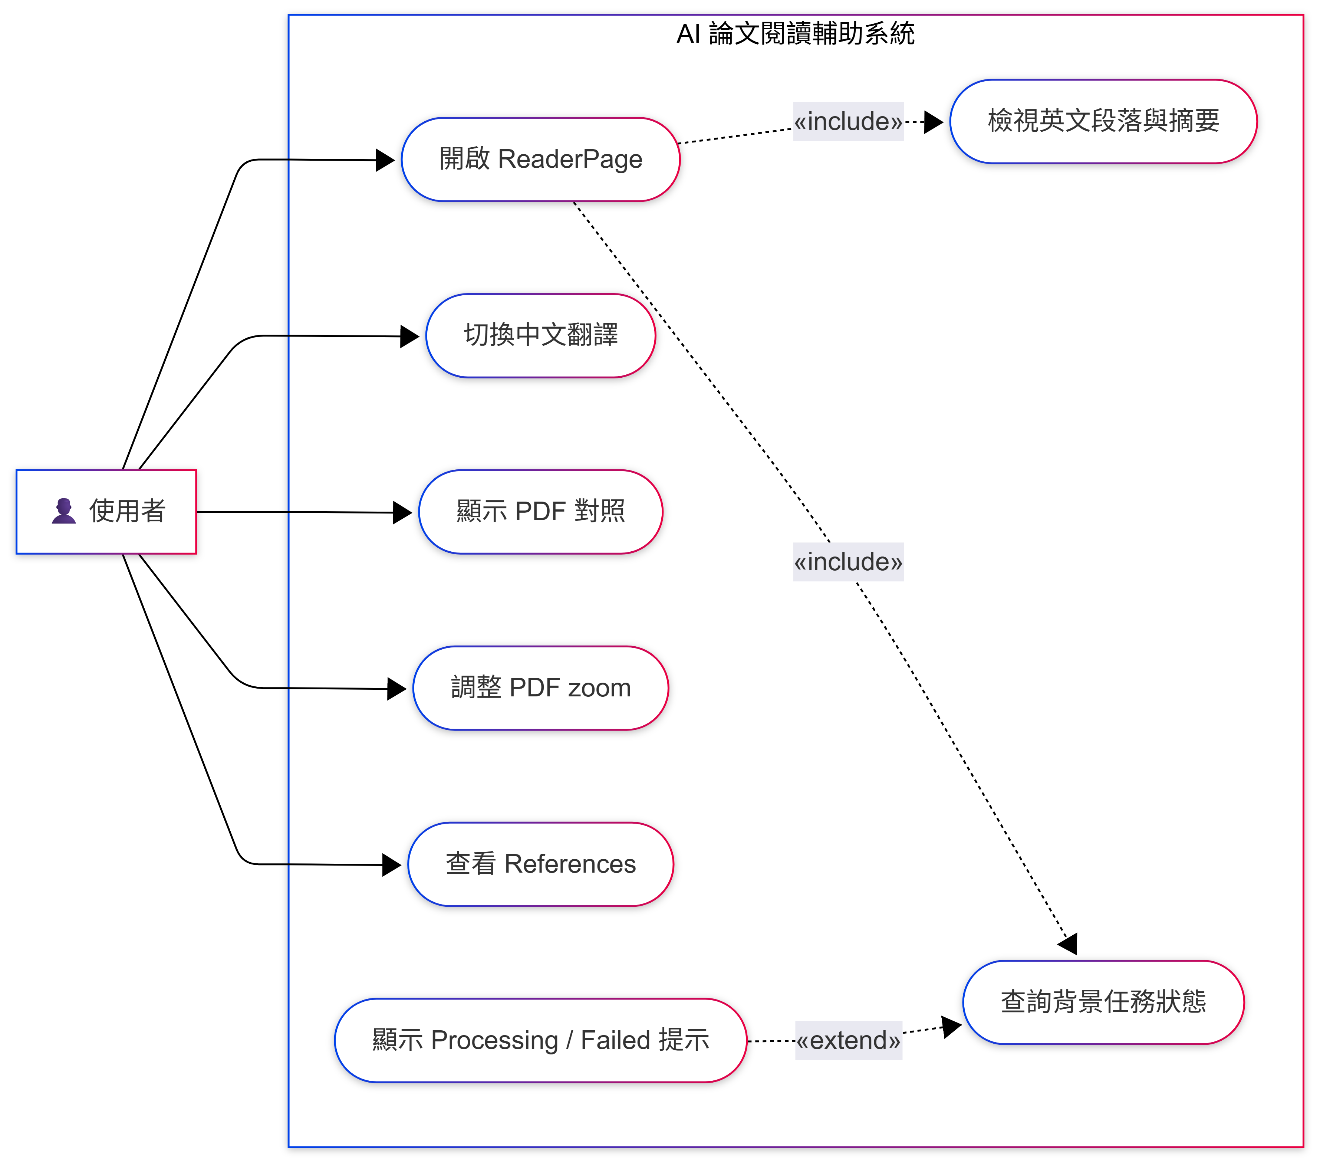 AI 論文閱讀輔助系統
開啟 ReaderPage
«include»
檢視英文段落與摘要
切換中文翻譯
使用者
顯示 PDF 對照
«include»
調整 PDF zoom
查看 References
顯示 Processing / Failed 提示
«extend»
查詢背景任務狀態